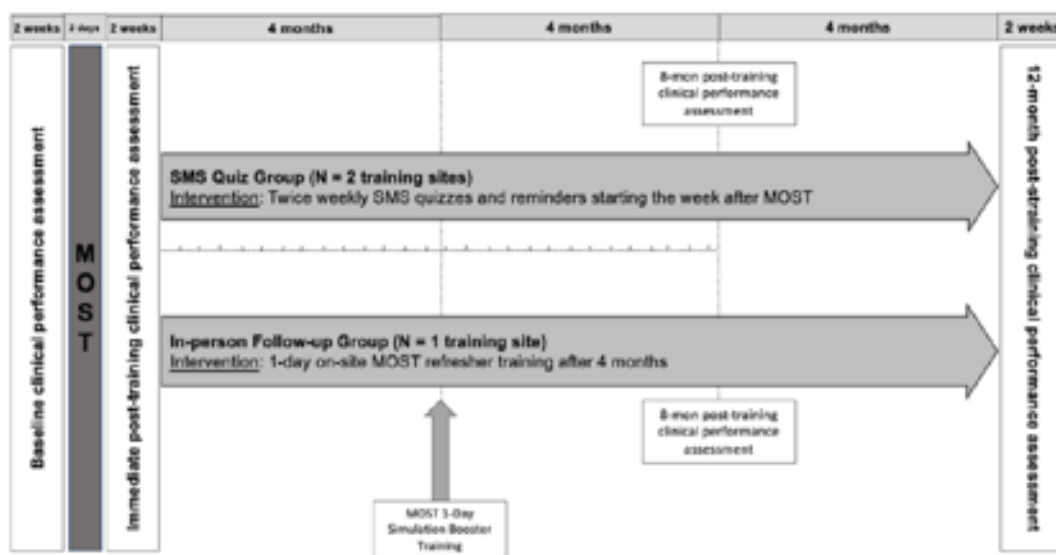 2 weeks
2 weeks
4 months
4 months
4 months
2 weeks
Baseline clinical performance assessment
MOST
Immediate post-training clinical performance assessment
8-mon post-training
clinical performance
assessment
SMS Quiz Group (N = 2 training sites)
Intervention: Twice weekly SMS quizzes and reminders starting the week after MOST
In-person Follow-up Group (N = 1 training site)
Intervention: 1-day on-site MOST refresher training after 4 months
8-mon post-training
clinical performance
assessment
MOST 1-Day
Simulation Booster
Training
12-month post-straining clinical performance assessment